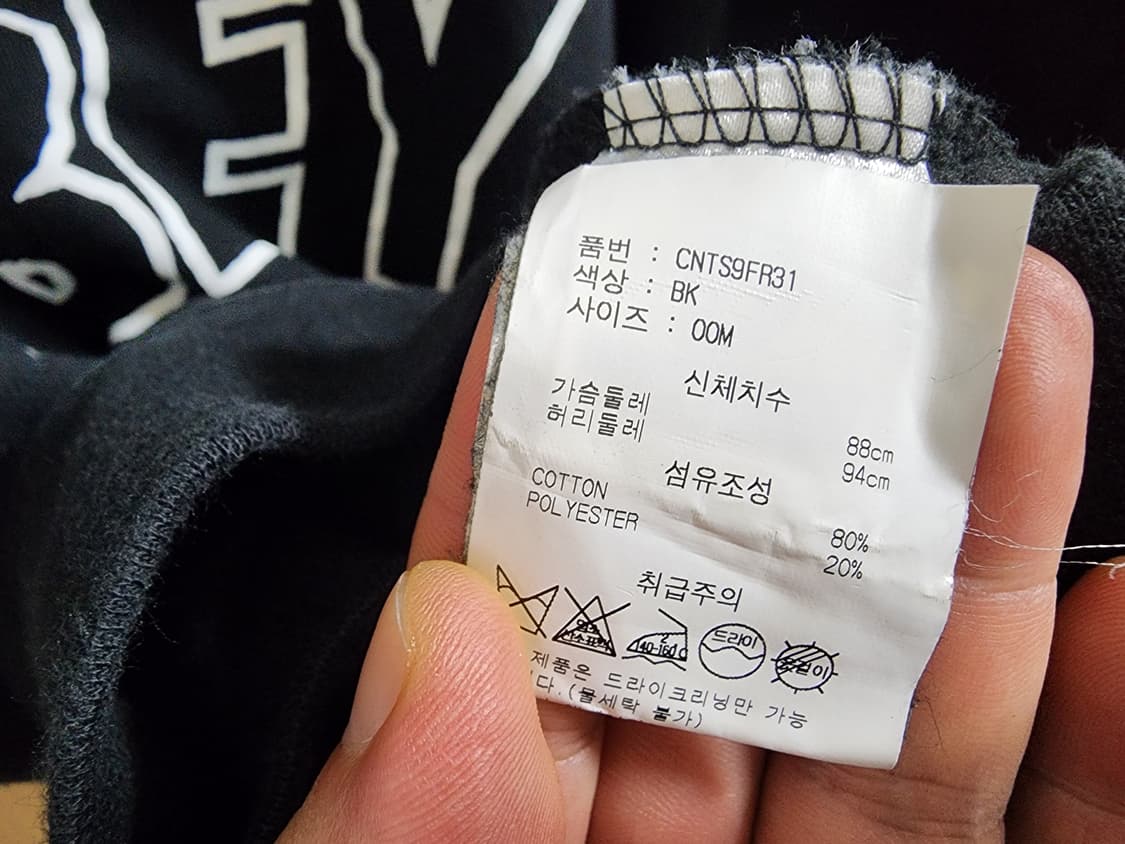 EY
품번 : CNTS9FR31
색상 : BK
사이즈 : 00M
신체치수
가슴둘레 88cm
허리둘레 94cm
섬유조성
COTTON 80%
POLYESTER 20%
취급주의
140-160℃
드라이
제품은 드라이크리닝만 가능
다.(물세탁 불가)